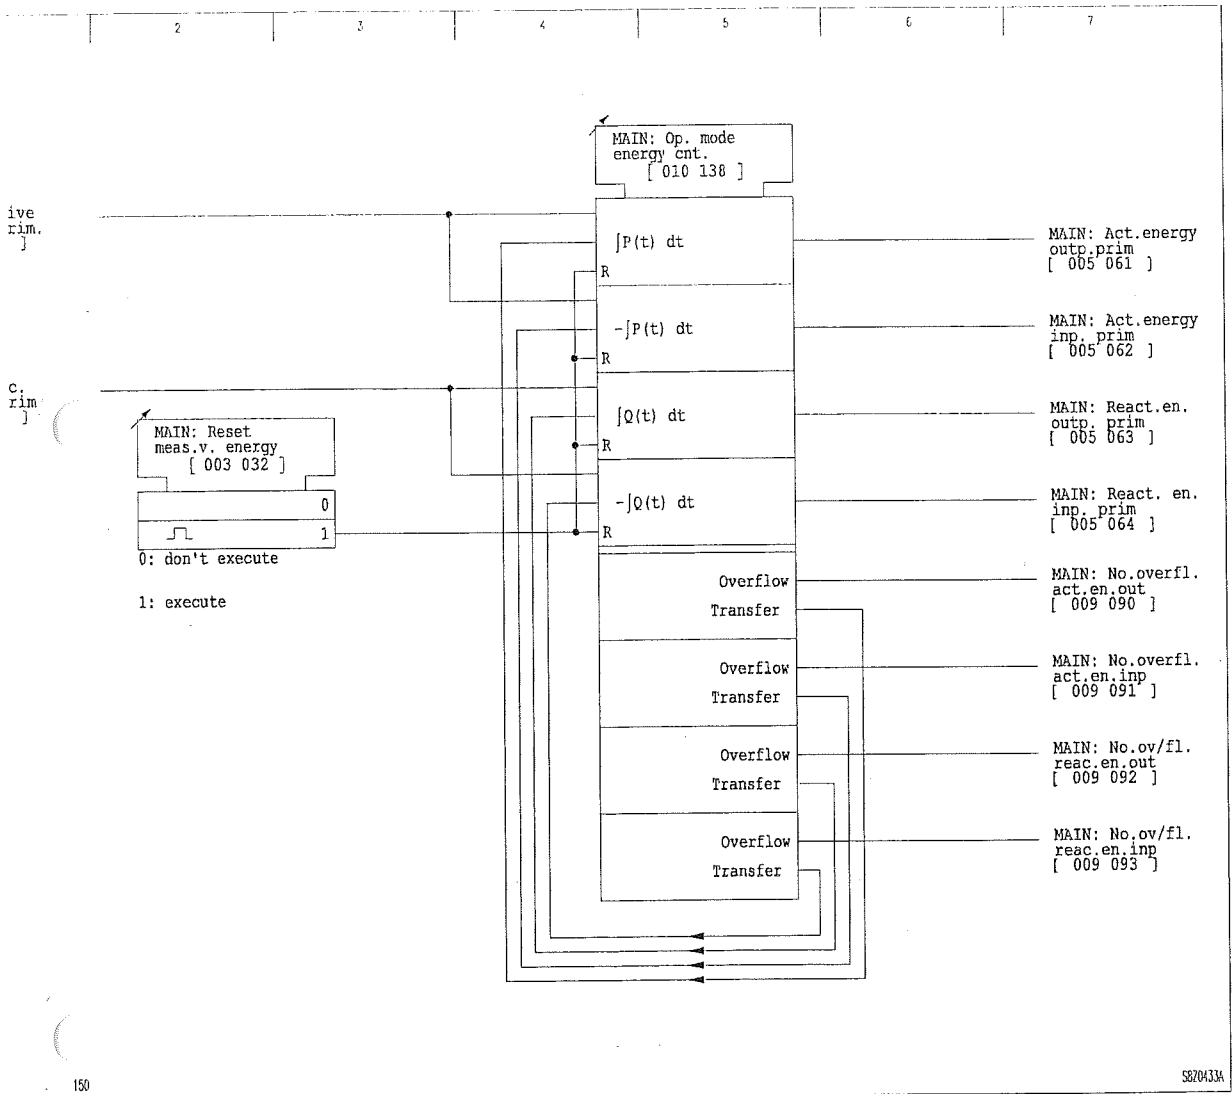 2 3 4 5 6 7
MAIN: Op. mode
energy cnt.
[ 010 138 ]
ive
rim.
]
∫P(t) dt
R
MAIN: Act.energy
outp.prim
[ 005 061 ]
-∫P(t) dt
R
MAIN: Act.energy
inp. prim
[ 005 062 ]
c.
rim
]
∫Q(t) dt
R
MAIN: React.en.
outp. prim
[ 005 063 ]
MAIN: Reset
meas.v. energy
[ 003 032 ]
0
1
0: don't execute
1: execute
-∫Q(t) dt
R
MAIN: React. en.
inp. prim
[ 005 064 ]
Overflow
Transfer
MAIN: No.overfl.
act.en.out
[ 009 090 ]
Overflow
Transfer
MAIN: No.overfl.
act.en.inp
[ 009 091 ]
Overflow
Transfer
MAIN: No.ov/fl.
reac.en.out
[ 009 092 ]
Overflow
Transfer
MAIN: No.ov/fl.
reac.en.inp
[ 009 093 ]
150
S8Z0433A